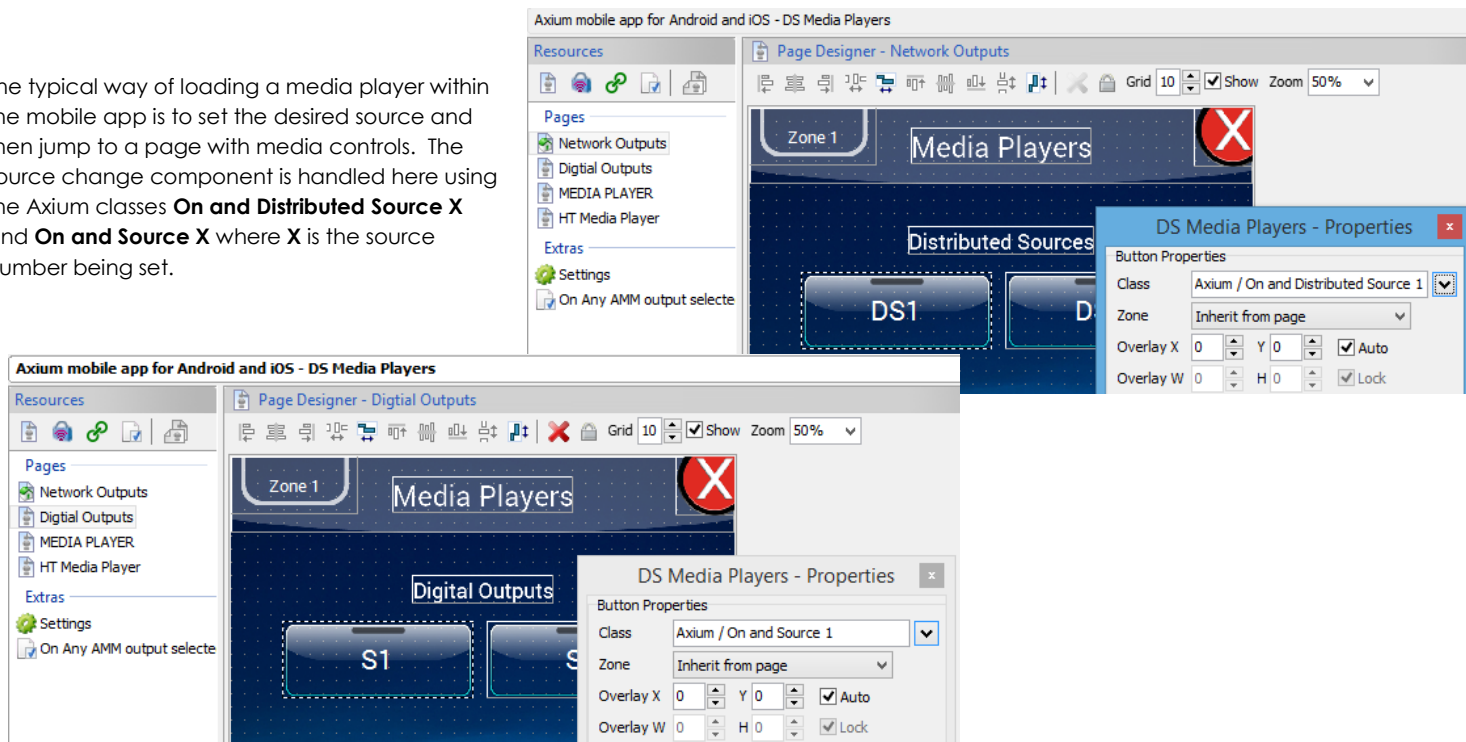 Axium mobile app for Android and iOS - DS Media Players
Resources
Page Designer - Network Outputs
Grid 10 Show Zoom 50%
Pages
Network Outputs
Digtial Outputs
MEDIA PLAYER
HT Media Player
Extras
Settings
On Any AMM output selecte
Zone 1
Media Players
X
Distributed Sources
DS1
D
DS Media Players - Properties
x
Button Properties
Class Axium / On and Distributed Source 1
Zone Inherit from page
Overlay X 0 Y 0 Auto
Overlay W 0 H 0 Lock
typical way of loading a media player within
mobile app is to set the desired source and
jump to a page with media controls. The
change component is handled here using
Axium classes On and Distributed Source X
On and Source X where X is the source
being set.
Axium mobile app for Android and iOS - DS Media Players
Resources
Page Designer - Digtial Outputs
Grid 10 Show Zoom 50%
Pages
Network Outputs
Digtial Outputs
MEDIA PLAYER
HT Media Player
Extras
Settings
On Any AMM output selecte
Zone 1
Media Players
X
Digital Outputs
S1
S
DS Media Players - Properties
x
Button Properties
Class Axium / On and Source 1
Zone Inherit from page
Overlay X 0 Y 0 Auto
Overlay W 0 H 0 Lock